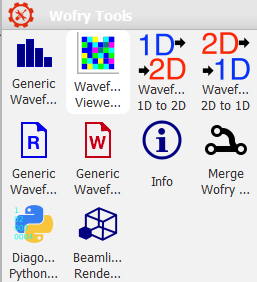 Wofry Tools
Generic
Wavef...
Wavef...
Viewe...
1D
2D
Wavef...
1D to 2D
2D
1D
Wavef...
2D to 1D
R
Generic
Wavef...
W
Generic
Wavef...
Info
Merge
Wofry ...
Diago...
Python...
Beamli...
Rende...